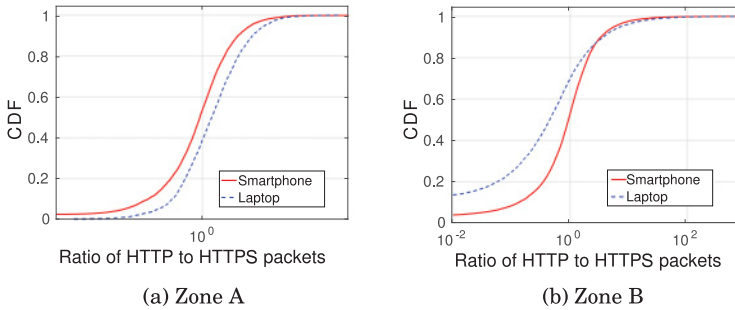 1
0.8
0.6
0.4
0.2
0
CDF
Smartphone
Laptop
10^0
Ratio of HTTP to HTTPS packets
(a) Zone A
1
0.8
0.6
0.4
0.2
0
CDF
Smartphone
Laptop
10^-2 10^0 10^2
Ratio of HTTP to HTTPS packets
(b) Zone B